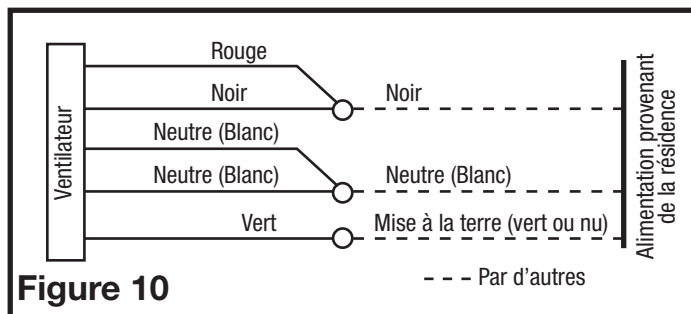 Rouge
Noir
Noir
Neutre (Blanc)
Neutre (Blanc)
Neutre (Blanc)
Vert
Mise à la terre (vert ou nu)
Ventilateur
Alimentation provenant
de la résidence
Par d'autres
Figure 10